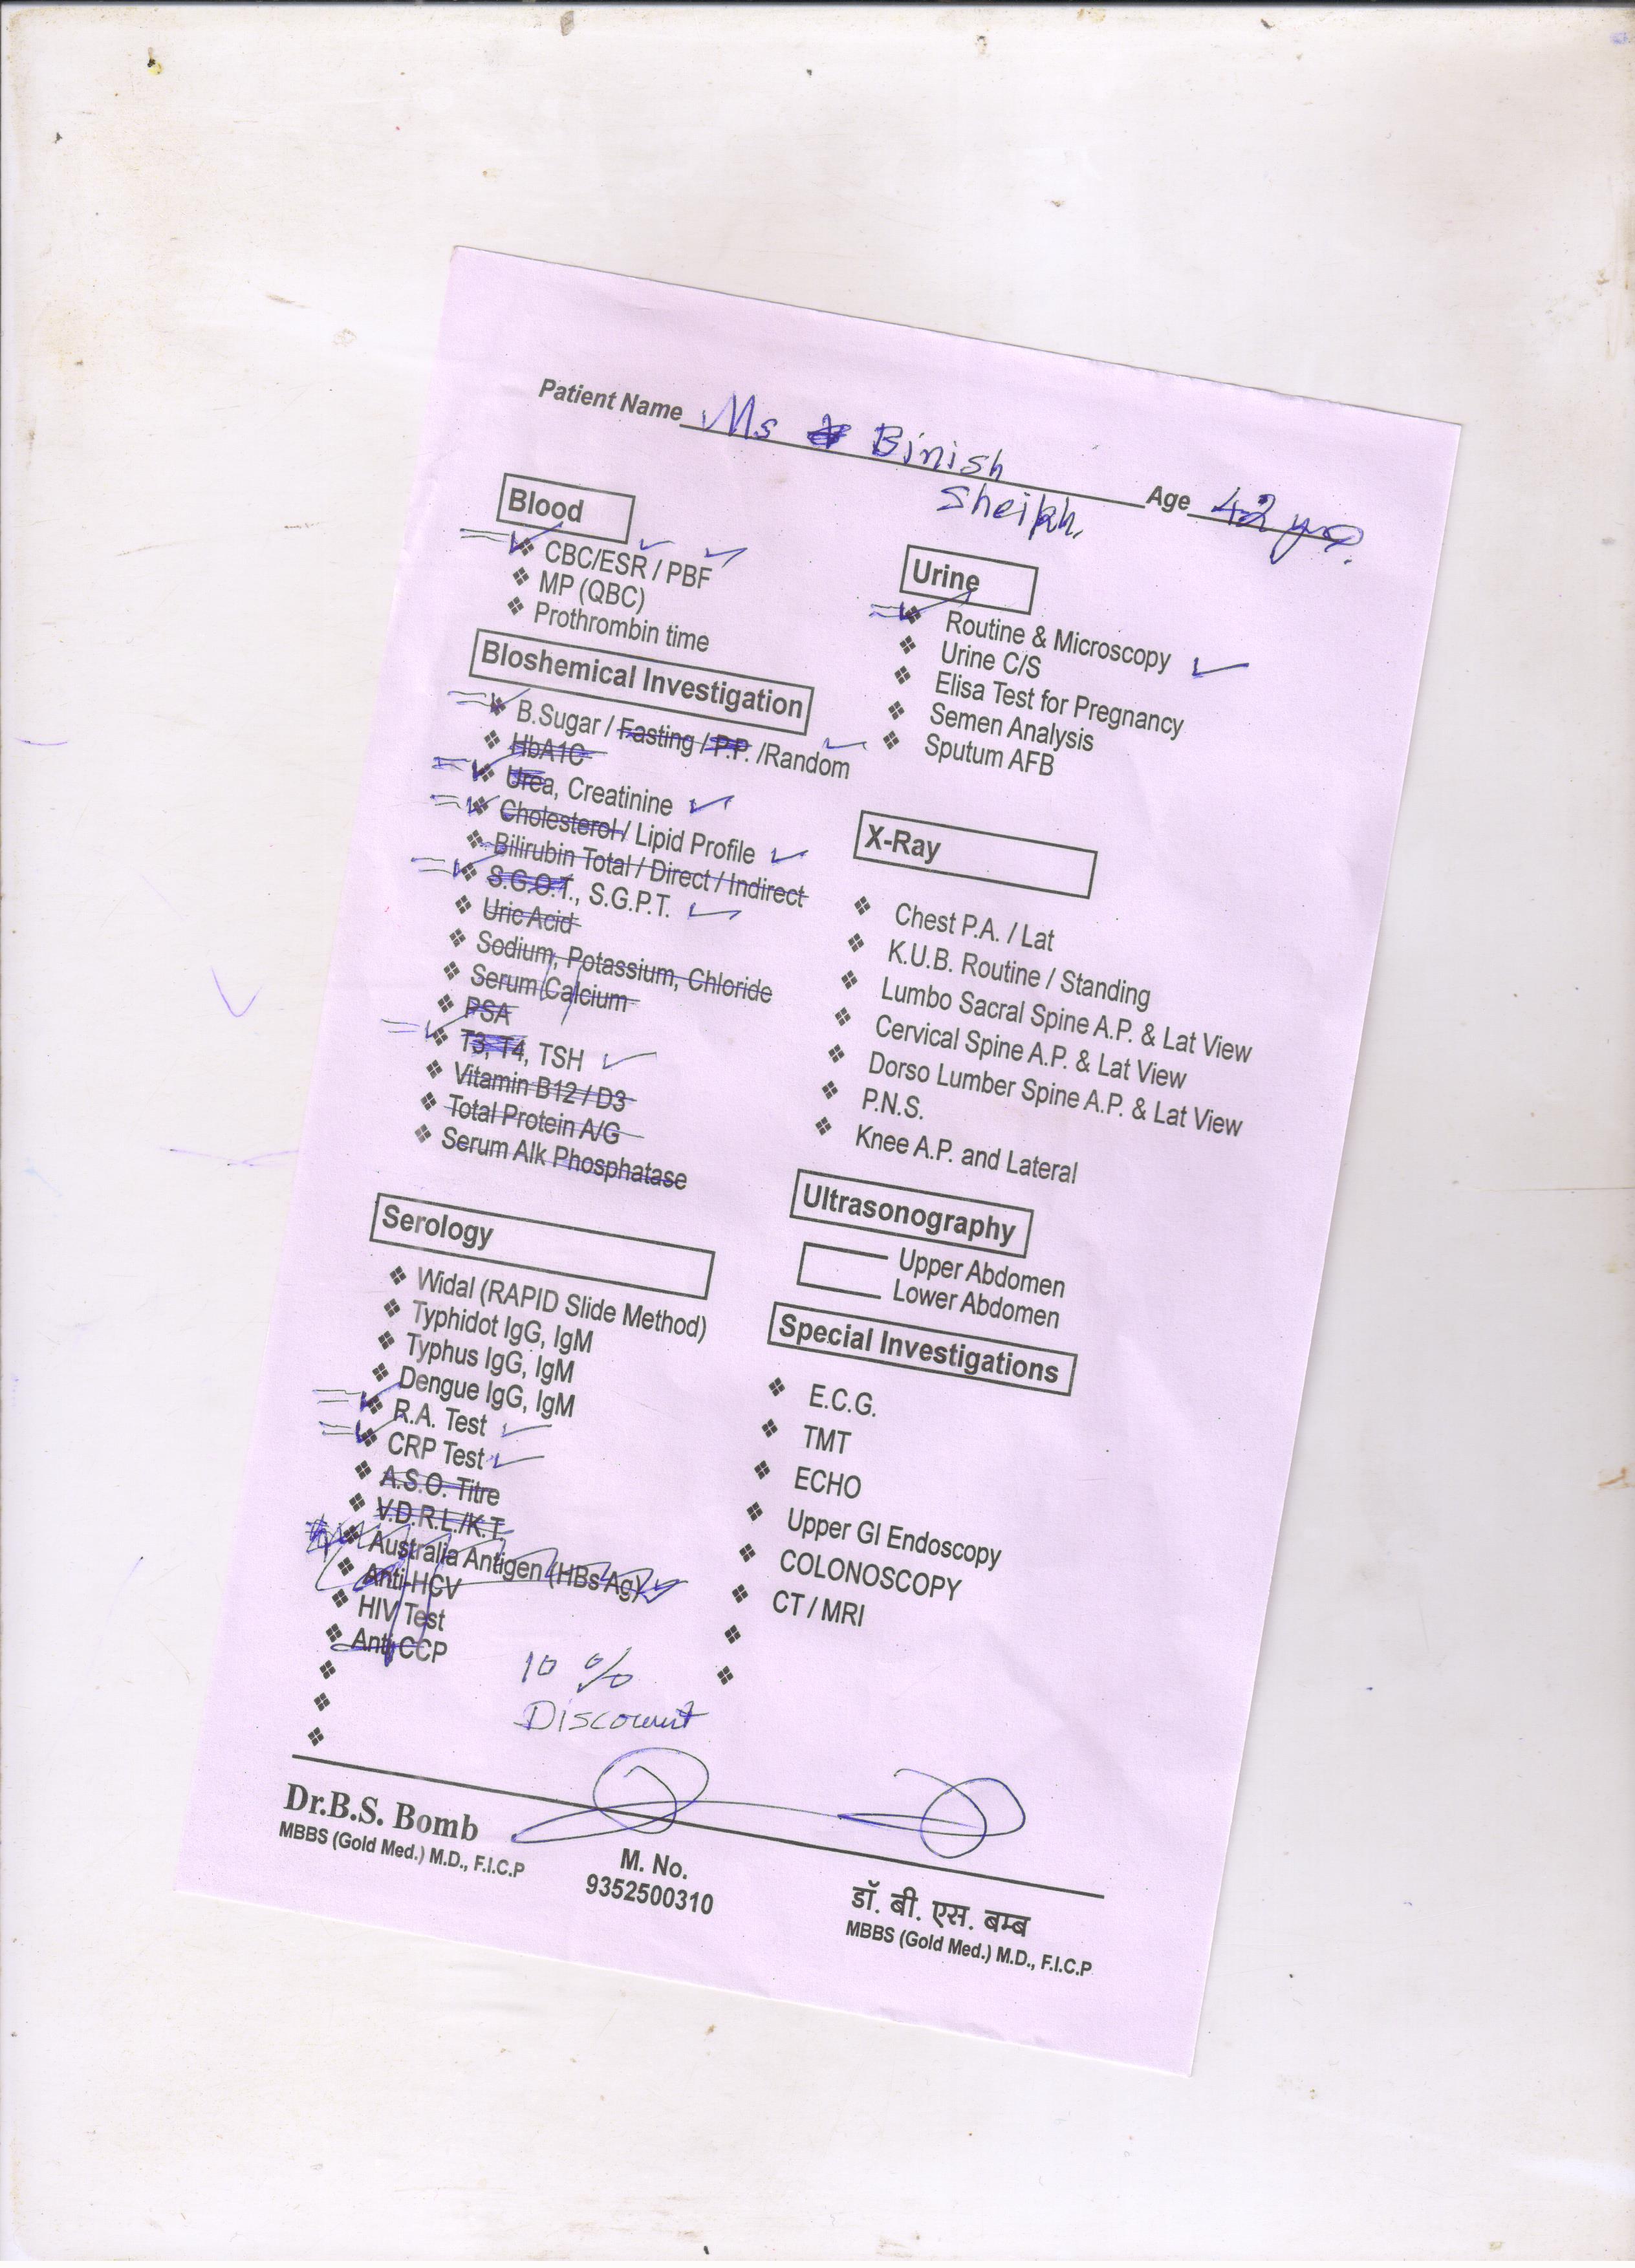 Patient Name Ms Binish
Sheikh.
Age 42 yrs.
Blood
CBC/ESR / PBF
MP (QBC)
Prothrombin time
Bloshemical Investigation
B.Sugar / Fasting / P.P. /Random
HbA1C
Urea, Creatinine
Cholesterol / Lipid Profile
Bilirubin Total / Direct / Indirect
S.G.O.T., S.G.P.T.
Uric Acid
Sodium, Potassium, Chloride
Serum Calcium
PSA
T3, T4, TSH
Vitamin B12 / D3
Total Protein A/G
Serum Alk Phosphatase
Serology
Widal (RAPID Slide Method)
Typhidot IgG, IgM
Typhus IgG, IgM
Dengue IgG, IgM
R.A. Test
CRP Test
A.S.O. Titre
V.D.R.L./K.T.
Australia Antigen (HBs Ag)
Anti-HCV
HIV Test
Anti CCP
10 %
Discount
Urine
Routine & Microscopy
Urine C/S
Elisa Test for Pregnancy
Semen Analysis
Sputum AFB
X-Ray
Chest P.A. / Lat
K.U.B. Routine / Standing
Lumbo Sacral Spine A.P. & Lat View
Cervical Spine A.P. & Lat View
Dorso Lumber Spine A.P. & Lat View
P.N.S.
Knee A.P. and Lateral
Ultrasonography
Upper Abdomen
Lower Abdomen
Special Investigations
E.C.G.
TMT
ECHO
Upper GI Endoscopy
COLONOSCOPY
CT / MRI
Dr.B.S. Bomb
MBBS (Gold Med.) M.D., F.I.C.P
M. No.
9352500310
डॉ. बी. एस. बम्ब
MBBS (Gold Med.) M.D., F.I.C.P